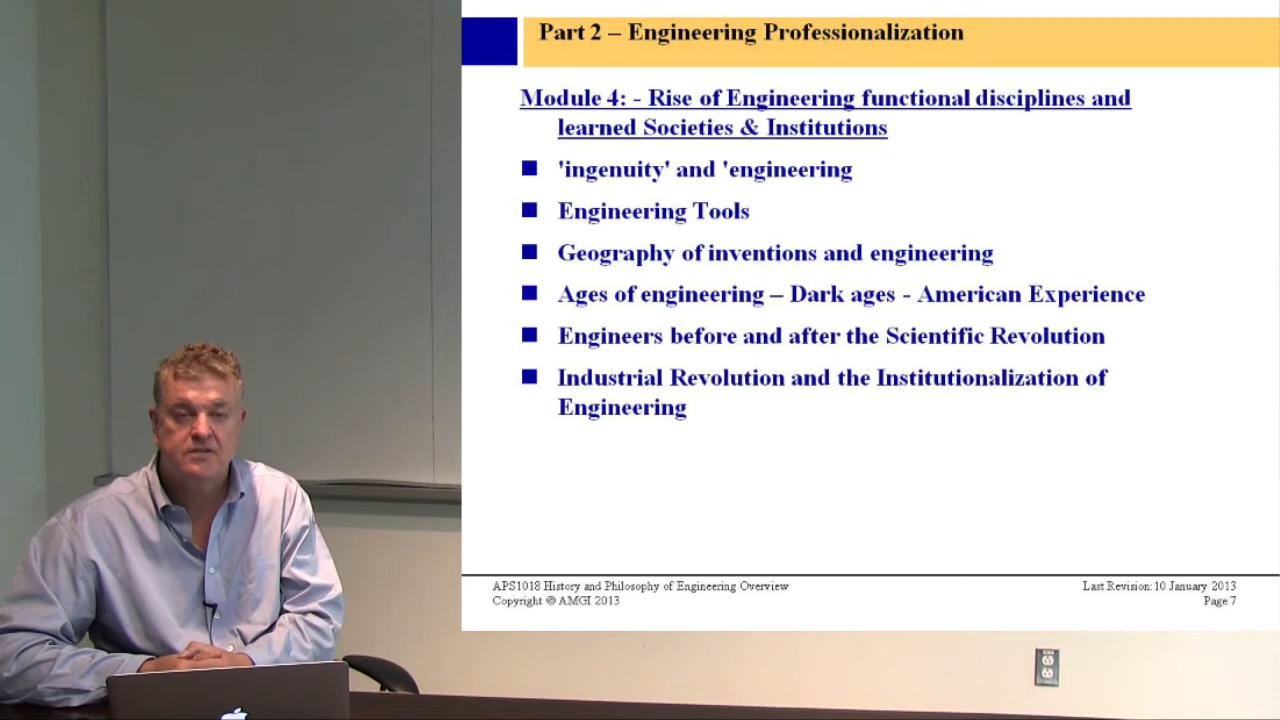 Part 2 – Engineering Professionalization
Module 4: - Rise of Engineering functional disciplines and
learned Societies & Institutions
'ingenuity' and 'engineering
Engineering Tools
Geography of inventions and engineering
Ages of engineering – Dark ages - American Experience
Engineers before and after the Scientific Revolution
Industrial Revolution and the Institutionalization of
Engineering
APS1018 History and Philosophy of Engineering Overview
Copyright @ AMGI 2013
Last Revision: 10 January 2013
Page 7